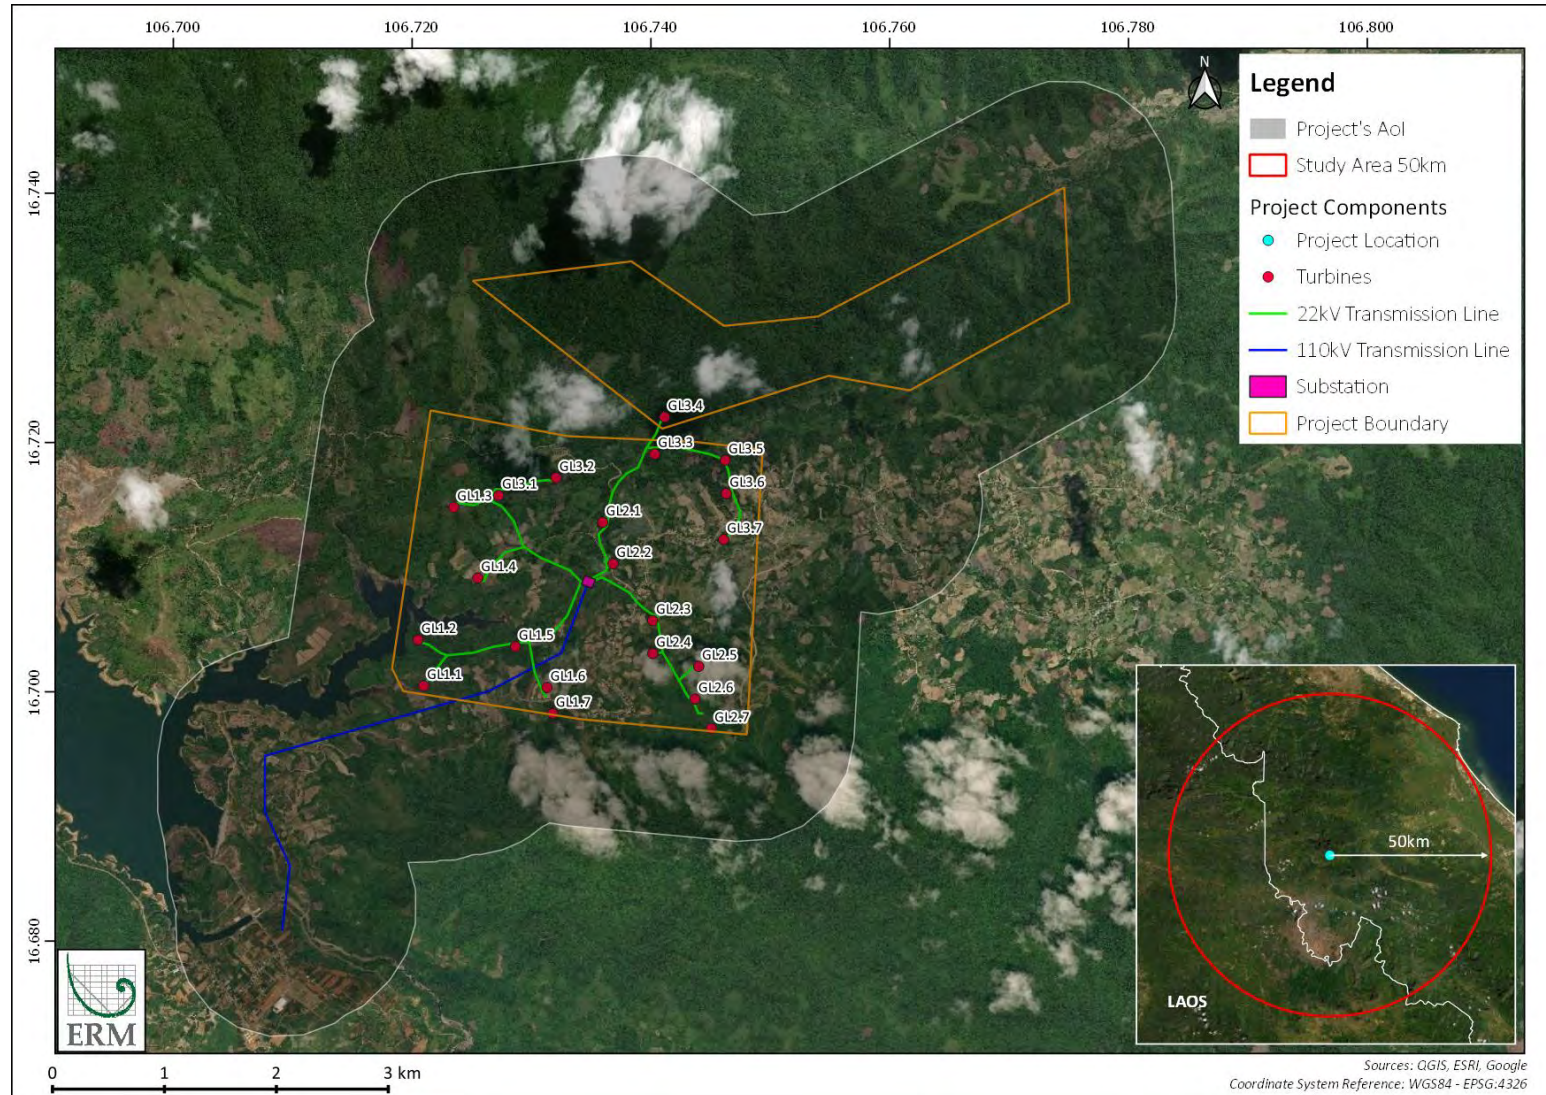 106.700 106.720 106.740 106.760 106.780 106.800
N
Legend
Project's AoI
Study Area 50km
Project Components
Project Location
Turbines
22kV Transmission Line
110kV Transmission Line
Substation
Project Boundary
16.740
16.720
16.700
16.680
GL3.4
GL3.3
GL3.5
GL3.2
GL3.1
GL3.6
GL1.3
GL2.1
GL3.7
GL2.2
GL1.4
GL2.3
GL1.2
GL1.5
GL2.4
GL2.5
GL1.1
GL1.6
GL2.6
GL1.7
GL2.7
50km
LAOS
ERM
0 1 2 3 km
Sources: QGIS, ESRI, Google
Coordinate System Reference: WGS84 - EPSG:4326